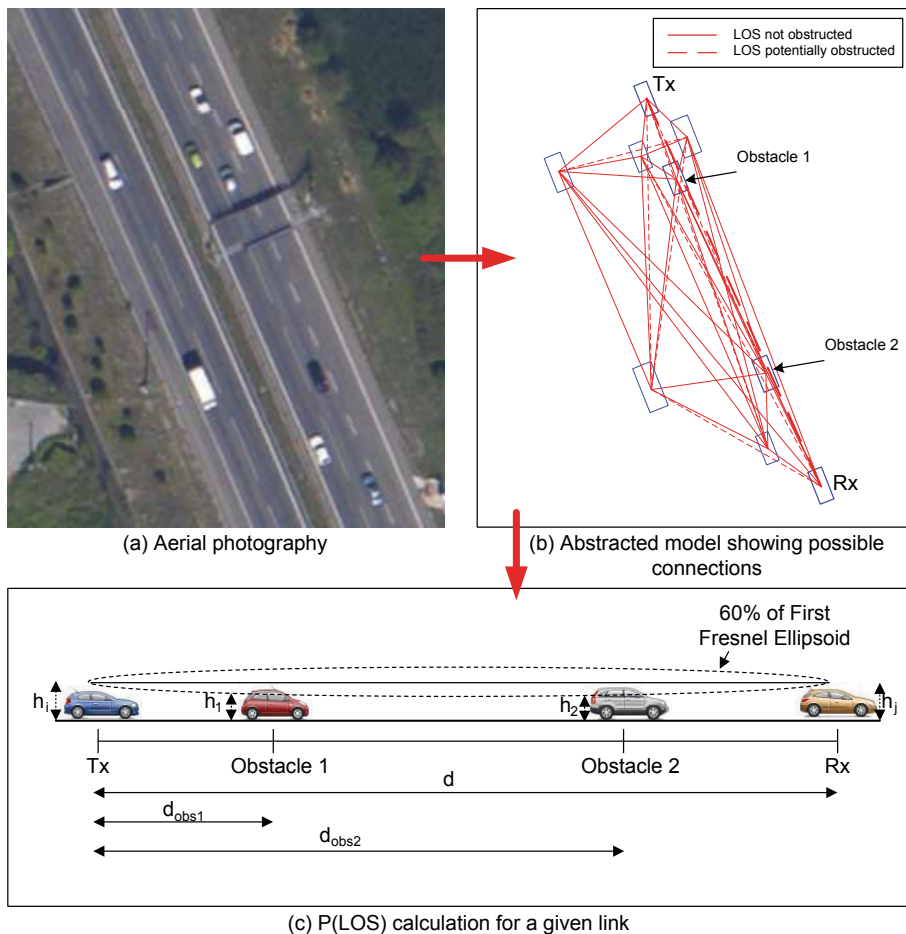 LOS not obstructed
LOS potentially obstructed
Tx
Obstacle 1
Obstacle 2
Rx
(a) Aerial photography
(b) Abstracted model showing possible
connections
60% of First
Fresnel Ellipsoid
hi
h1
h2
hj
Tx
Obstacle 1
Obstacle 2
Rx
d
dobs1
dobs2
(c) P(LOS) calculation for a given link